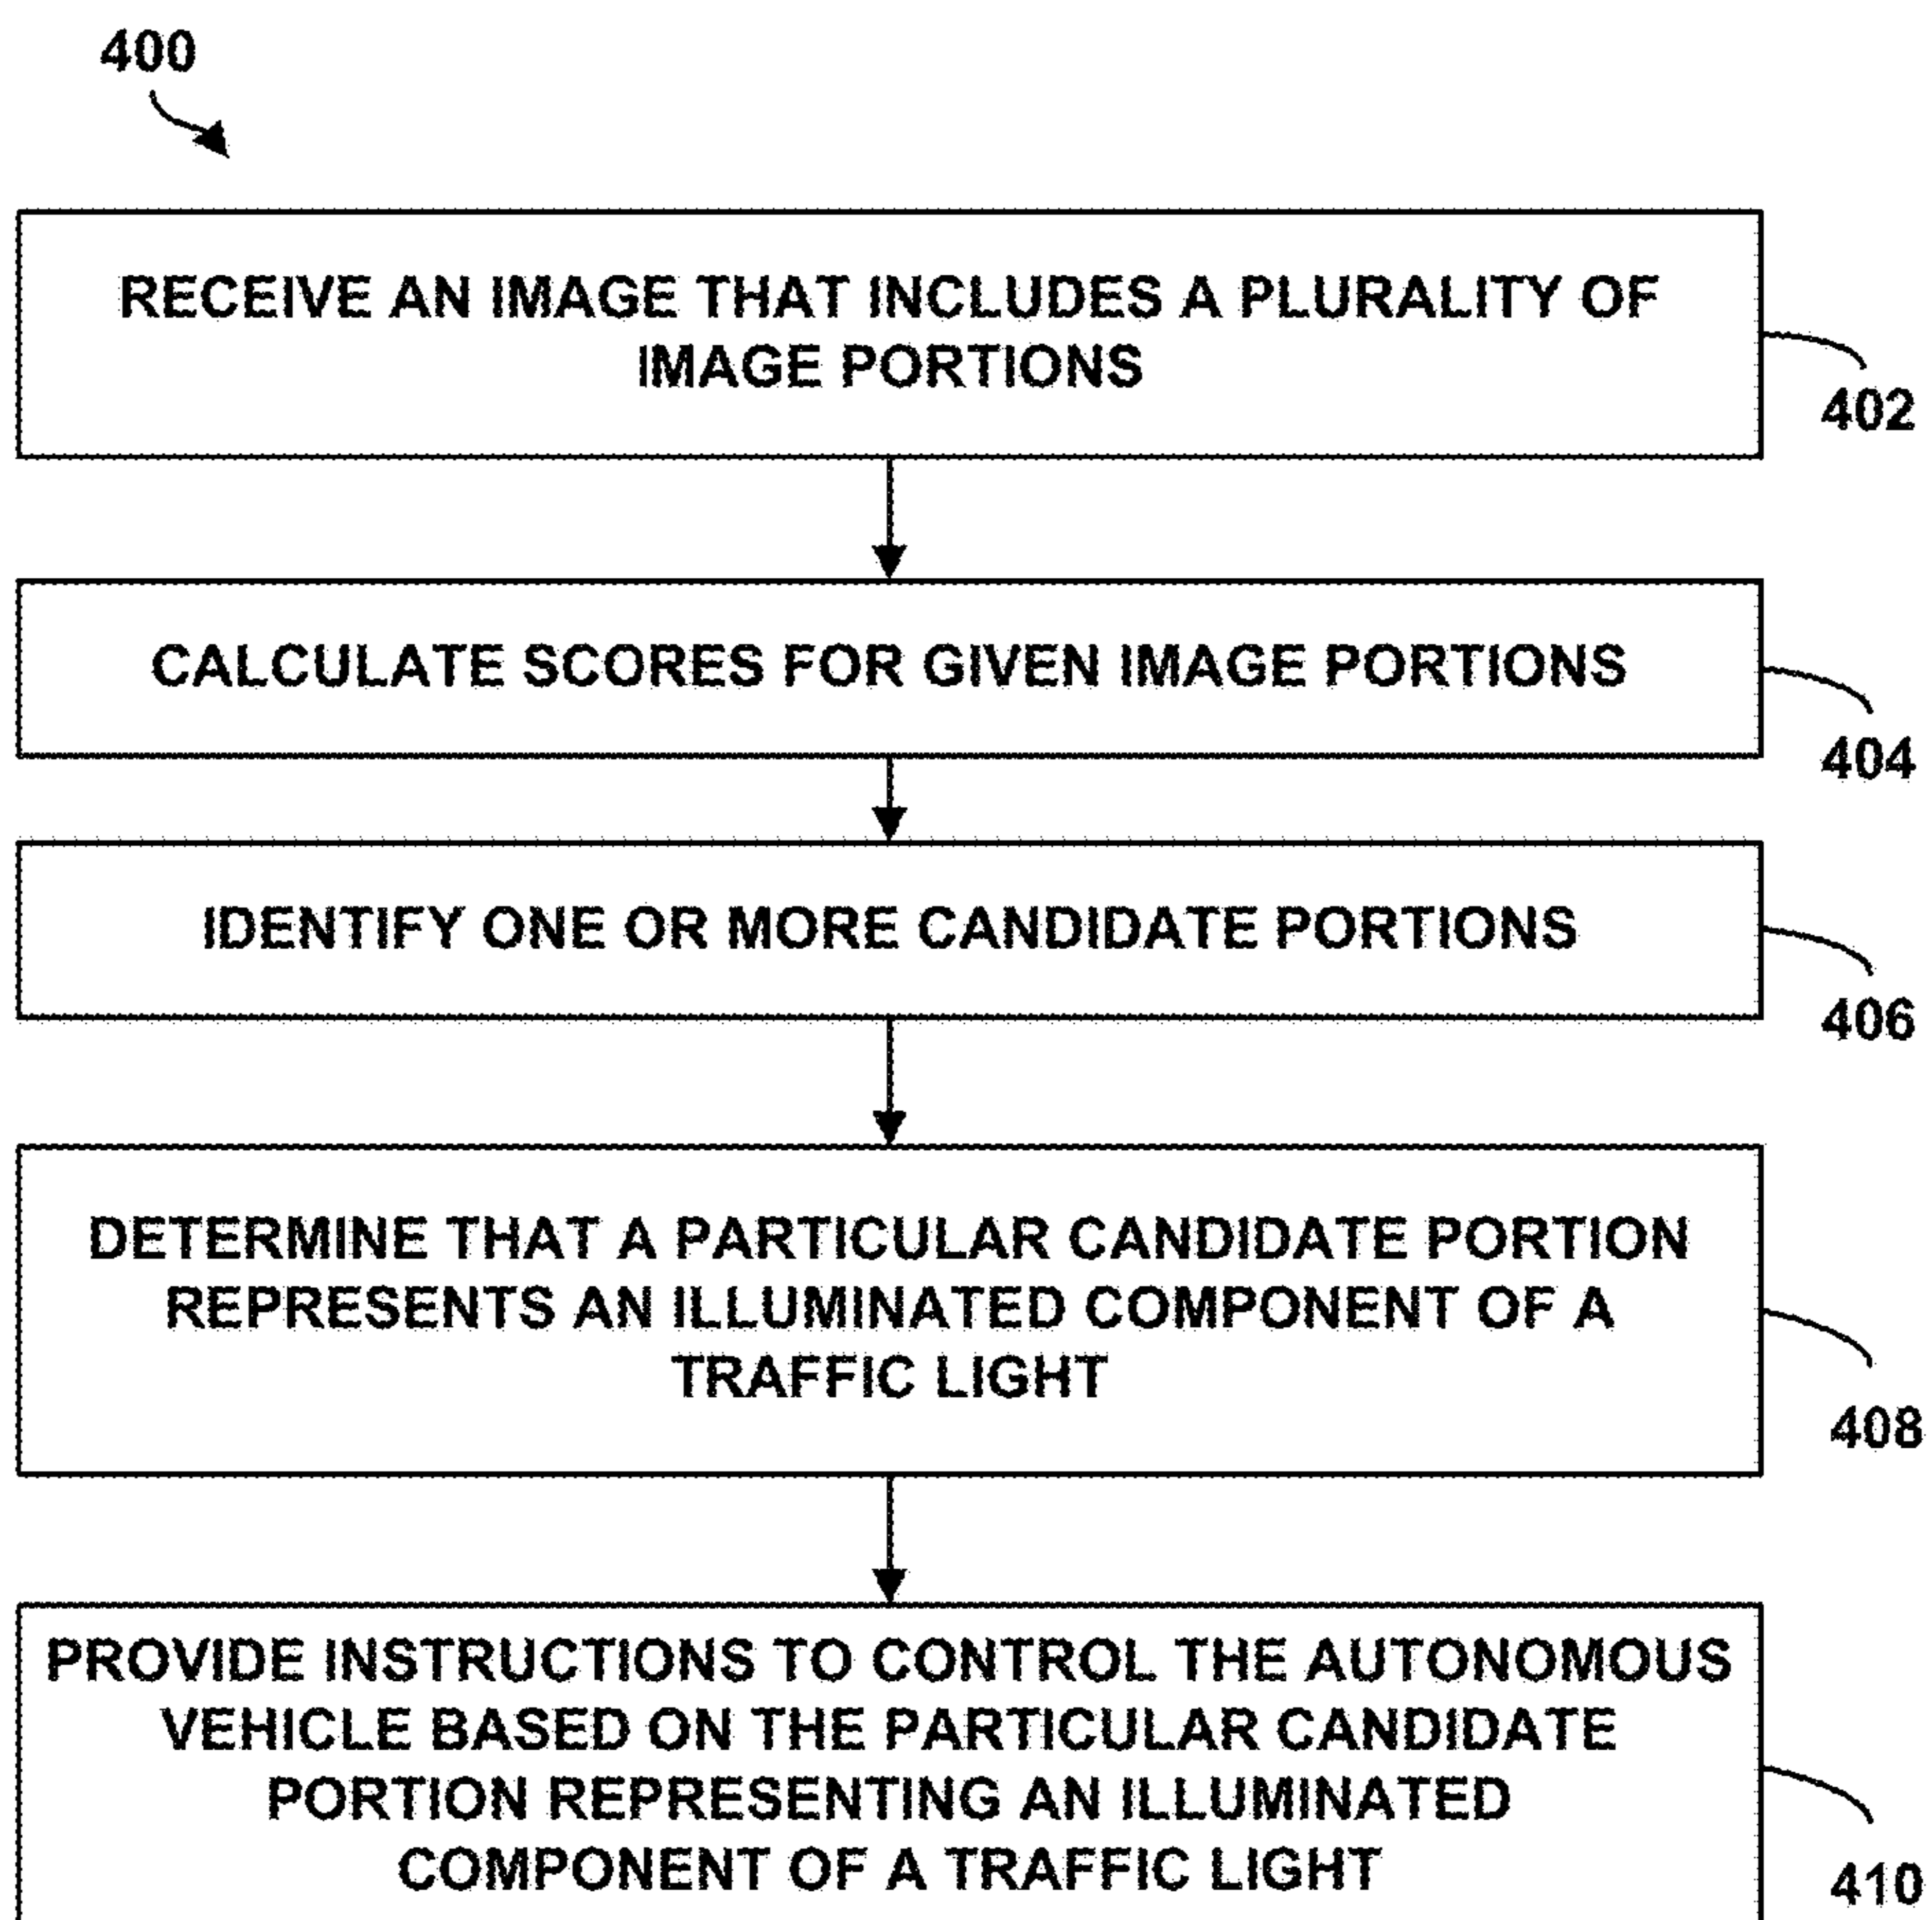 400
RECEIVE AN IMAGE THAT INCLUDES A PLURALITY OF
IMAGE PORTIONS
402
CALCULATE SCORES FOR GIVEN IMAGE PORTIONS
404
IDENTIFY ONE OR MORE CANDIDATE PORTIONS
406
DETERMINE THAT A PARTICULAR CANDIDATE PORTION
REPRESENTS AN ILLUMINATED COMPONENT OF A
TRAFFIC LIGHT
408
PROVIDE INSTRUCTIONS TO CONTROL THE AUTONOMOUS
VEHICLE BASED ON THE PARTICULAR CANDIDATE
PORTION REPRESENTING AN ILLUMINATED
COMPONENT OF A TRAFFIC LIGHT
410